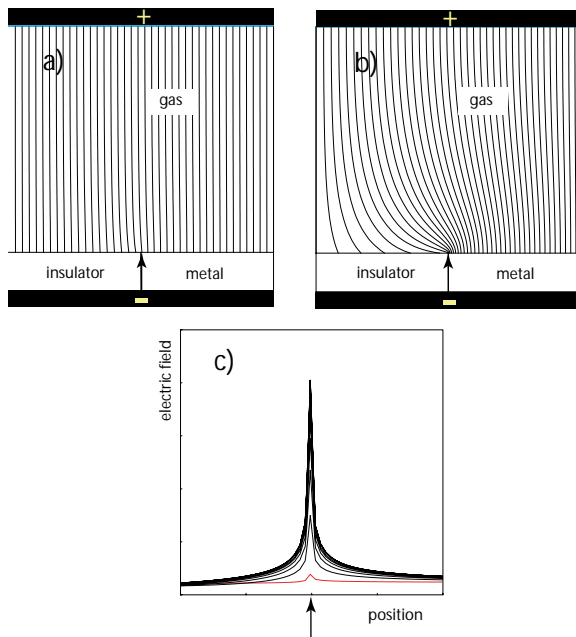 +
a)
gas
insulator
metal
-
+
b)
gas
insulator
metal
-
c)
electric field
position